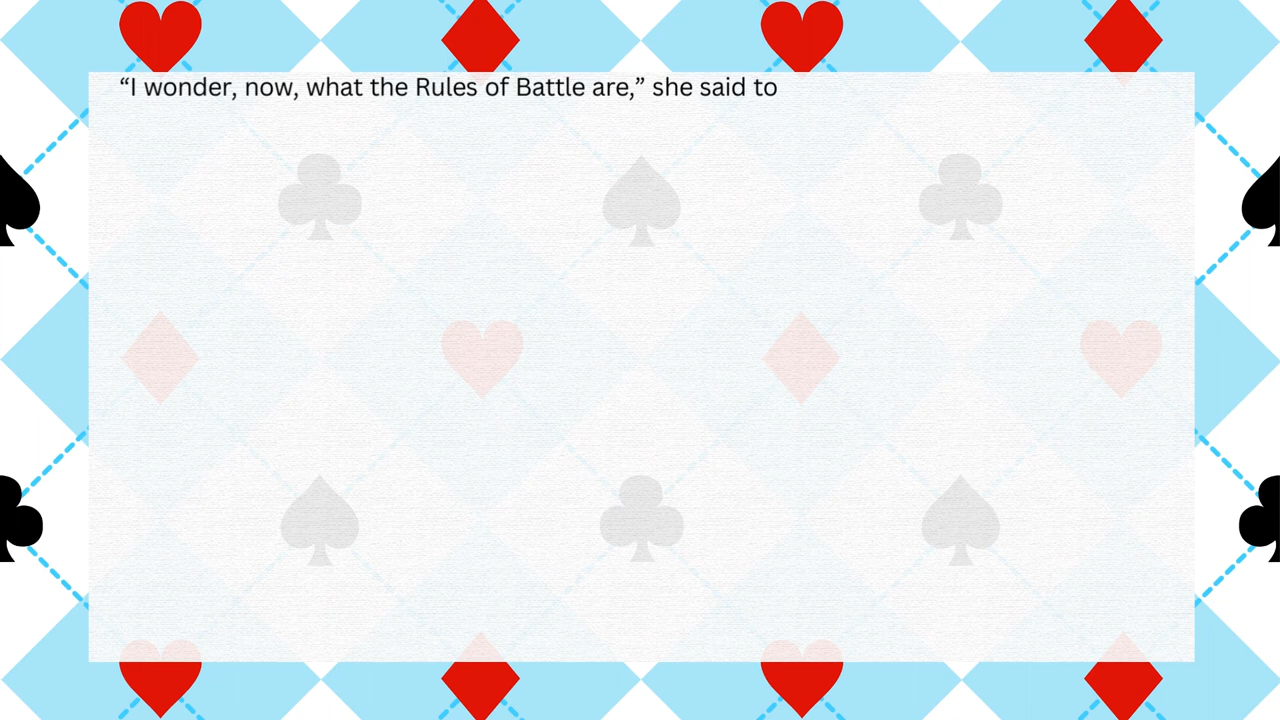 “I wonder, now, what the Rules of Battle are,” she said to